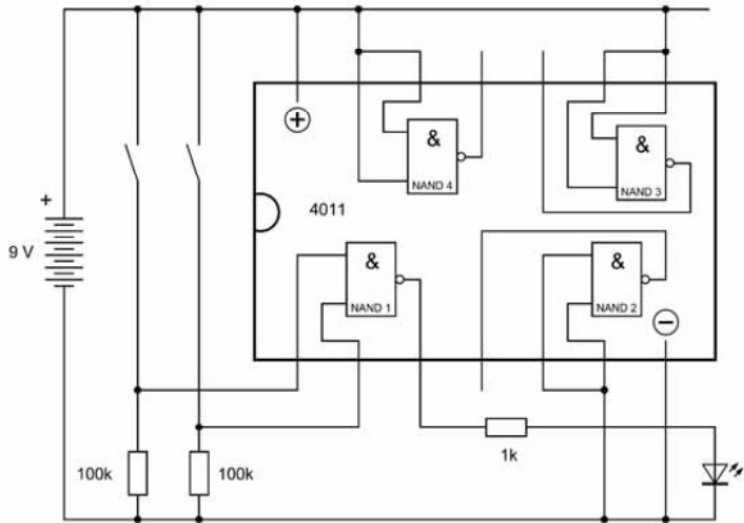 +
&
NAND 4
&
NAND 3
+
9 V
4011
&
NAND 1
&
NAND 2
−
100k
100k
1k